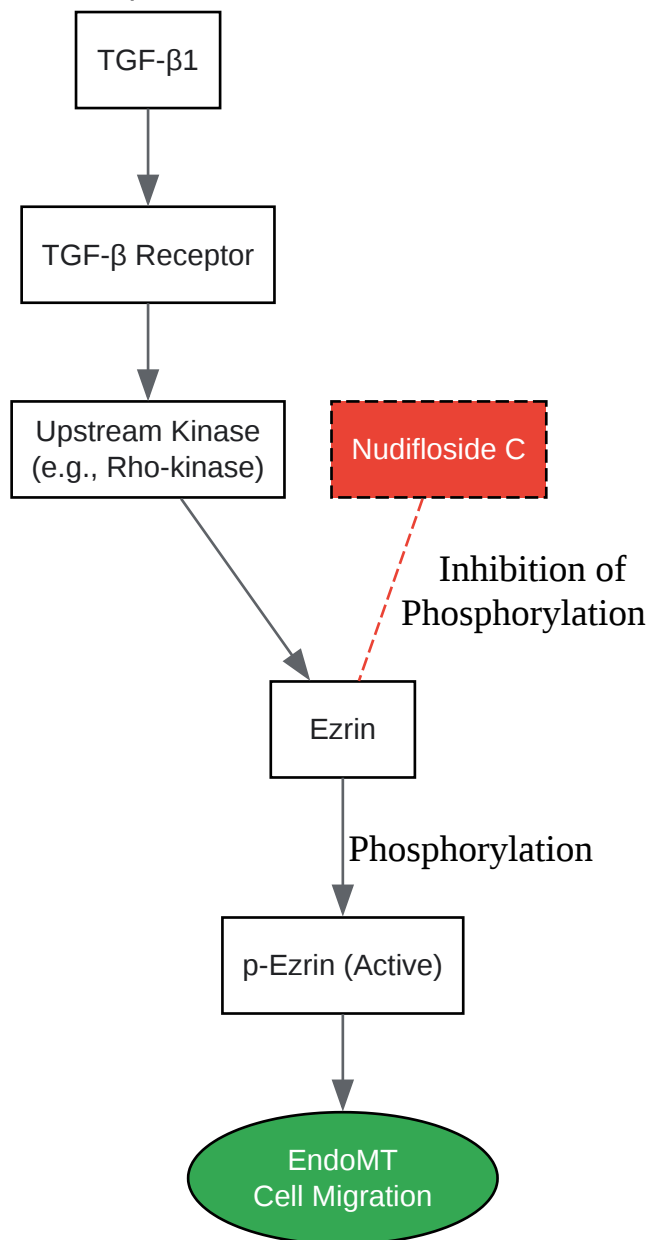 TGF-β1
TGF-β Receptor
Upstream Kinase
(e.g., Rho-kinase)
Nudifloside C
Inhibition of
Phosphorylation
Ezrin
Phosphorylation
p-Ezrin (Active)
EndoMT
Cell Migration